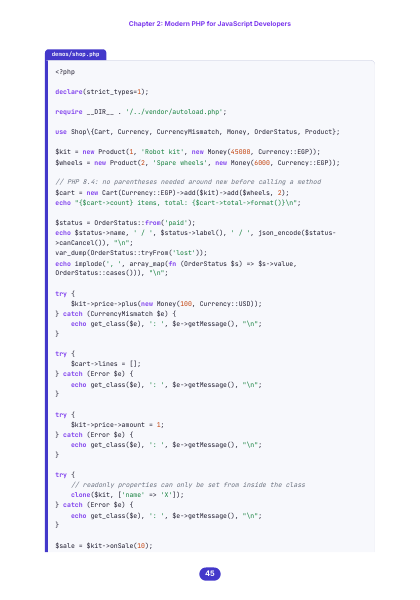 Chapter 2: Modern PHP for JavaScript Developers
demos/shop.php
<?php
declare(strict_types=1);
require __DIR__ . '/../vendor/autoload.php';
use Shop\{Cart, Currency, CurrencyMismatch, Money, OrderStatus, Product};
$kit = new Product(1, 'Robot kit', new Money(45000, Currency::EGP));
$wheels = new Product(2, 'Spare wheels', new Money(6000, Currency::EGP));
// PHP 8.4: no parentheses needed around new before calling a method
$cart = new Cart(Currency::EGP)->add($kit)->add($wheels, 2);
echo "{$cart->count} items, total: {$cart->total->format()}\n";
$status = OrderStatus::from('paid');
echo $status->name, ' / ', $status->label(), ' / ', json_encode($status-
>canCancel()), "\n";
var_dump(OrderStatus::tryFrom('lost'));
echo implode(', ', array_map(fn (OrderStatus $s) => $s->value,
OrderStatus::cases())), "\n";
try {
    $kit->price->plus(new Money(100, Currency::USD));
} catch (CurrencyMismatch $e) {
    echo get_class($e), ': ', $e->getMessage(), "\n";
}
try {
    $cart->lines = [];
} catch (Error $e) {
    echo get_class($e), ': ', $e->getMessage(), "\n";
}
try {
    $kit->price->amount = 1;
} catch (Error $e) {
    echo get_class($e), ': ', $e->getMessage(), "\n";
}
try {
    // readonly properties can only be set from inside the class
    clone($kit, ['name' => 'X']);
} catch (Error $e) {
    echo get_class($e), ': ', $e->getMessage(), "\n";
}
$sale = $kit->onSale(10);
45